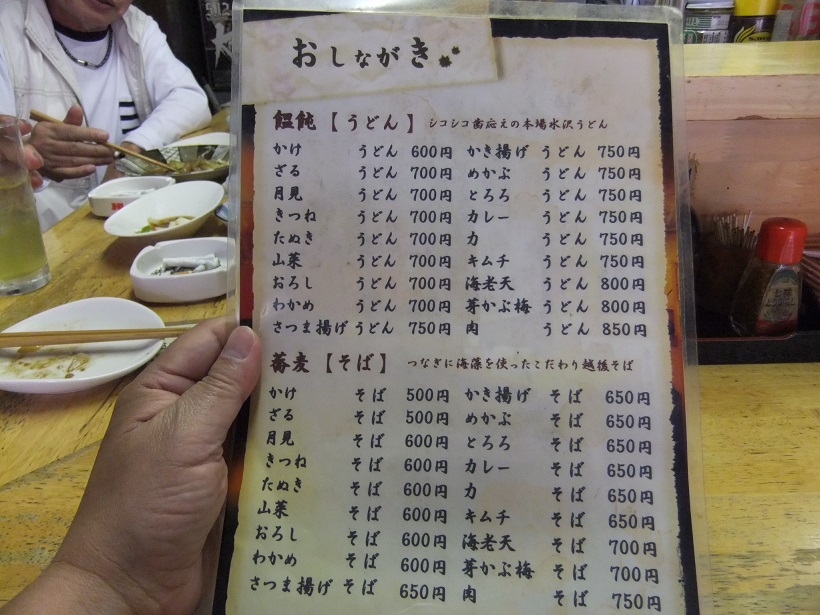 おしながき
饂飩【うどん】 シコシコ歯応えの本場水沢うどん
かけ うどん 600円 かき揚げ うどん 750円
ざる うどん 700円 めかぶ うどん 750円
月見 うどん 700円 とろろ うどん 750円
きつね うどん 700円 カレー うどん 750円
たぬき うどん 700円 力 うどん 750円
山菜 うどん 700円 キムチ うどん 750円
おろし うどん 700円 海老天 うどん 800円
わかめ うどん 700円 芽かぶ梅 うどん 800円
さつま揚げ うどん 750円 肉 うどん 850円
蕎麦【そば】 つなぎに海藻を使ったこだわり越後そば
かけ そば 500円 かき揚げ そば 650円
ざる そば 500円 めかぶ そば 650円
月見 そば 600円 とろろ そば 650円
きつね そば 600円 カレー そば 650円
たぬき そば 600円 力 そば 650円
山菜 そば 600円 キムチ そば 650円
おろし そば 600円 海老天 そば 700円
わかめ そば 600円 芽かぶ梅 そば 700円
さつま揚げ そば 650円 肉 そば 750円